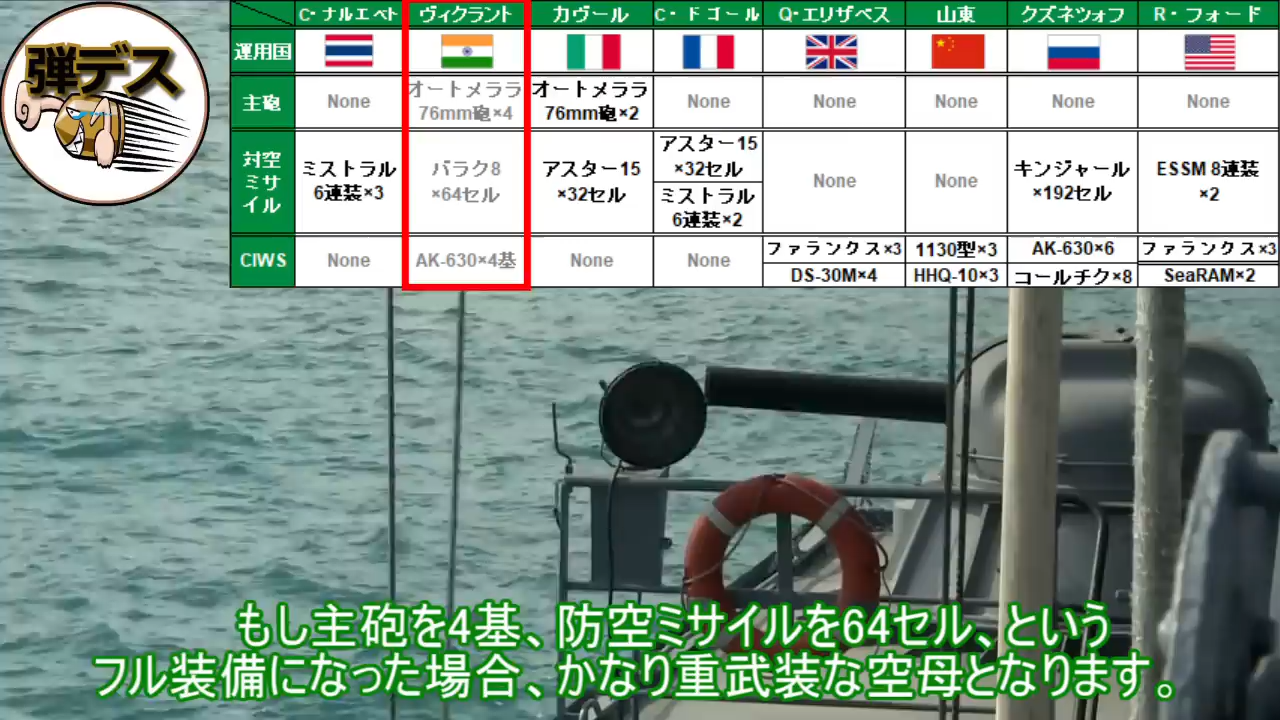 弾デス
C・ナルエベト ヴィクラント カヴール C・ドゴール Q・エリザベス 山東 クズネツォフ R・フォード
運用国
主砲 None オートメララ 76mm砲×4 オートメララ 76mm砲×2 None None None None None
対空ミサイル ミストラル 6連装×3 バラク8 ×64セル アスター15 ×32セル アスター15 ×32セル ミストラル 6連装×2 None None キンジャール ×192セル ESSM 8連装 ×2
CIWS None AK-630×4基 None None ファランクス×3 DS-30M×4 1130型×3 HHQ-10×3 AK-630×6 コールチク×8 ファランクス×3 SeaRAM×2
もし主砲を4基、防空ミサイルを64セル、という
フル装備になった場合、かなり重武装な空母となります。